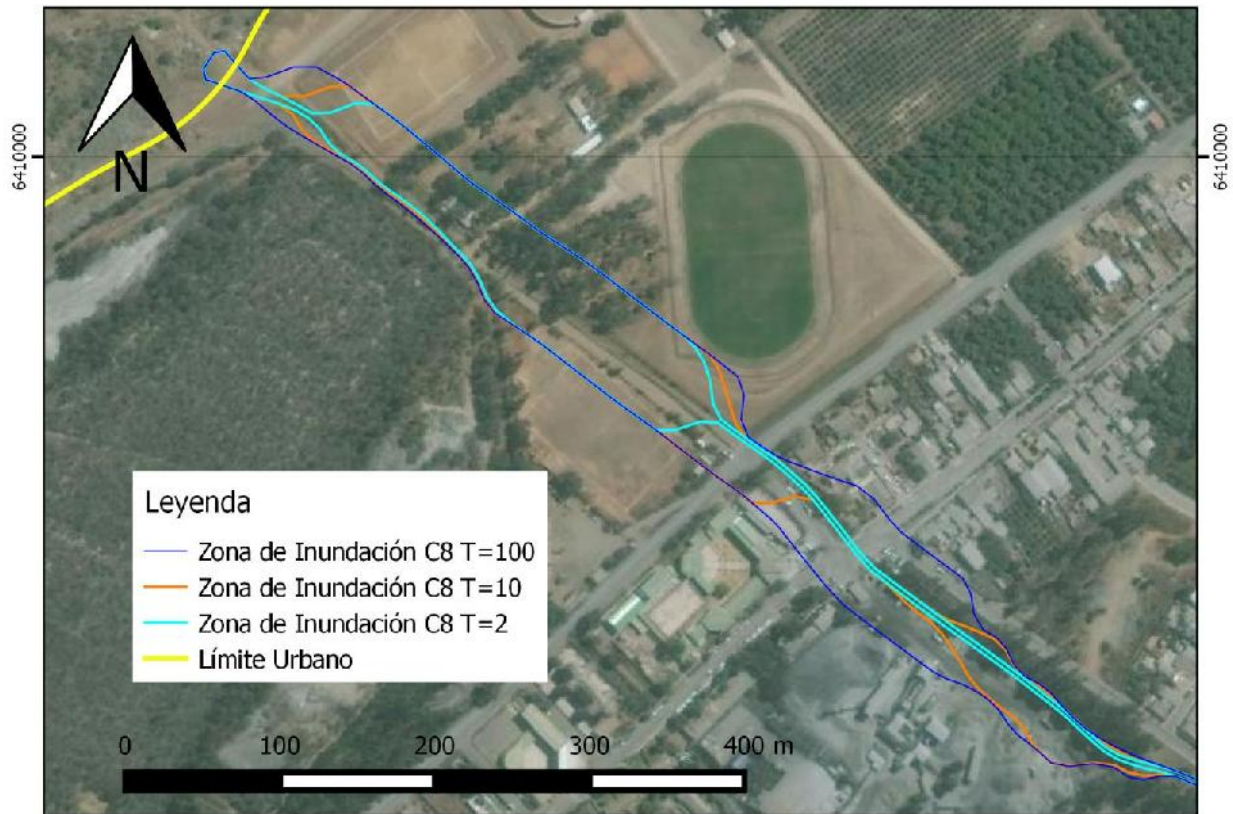 6410000
6410000
N
Leyenda
Zona de Inundación C8 T=100
Zona de Inundación C8 T=10
Zona de Inundación C8 T=2
Límite Urbano
0 100 200 300 400 m